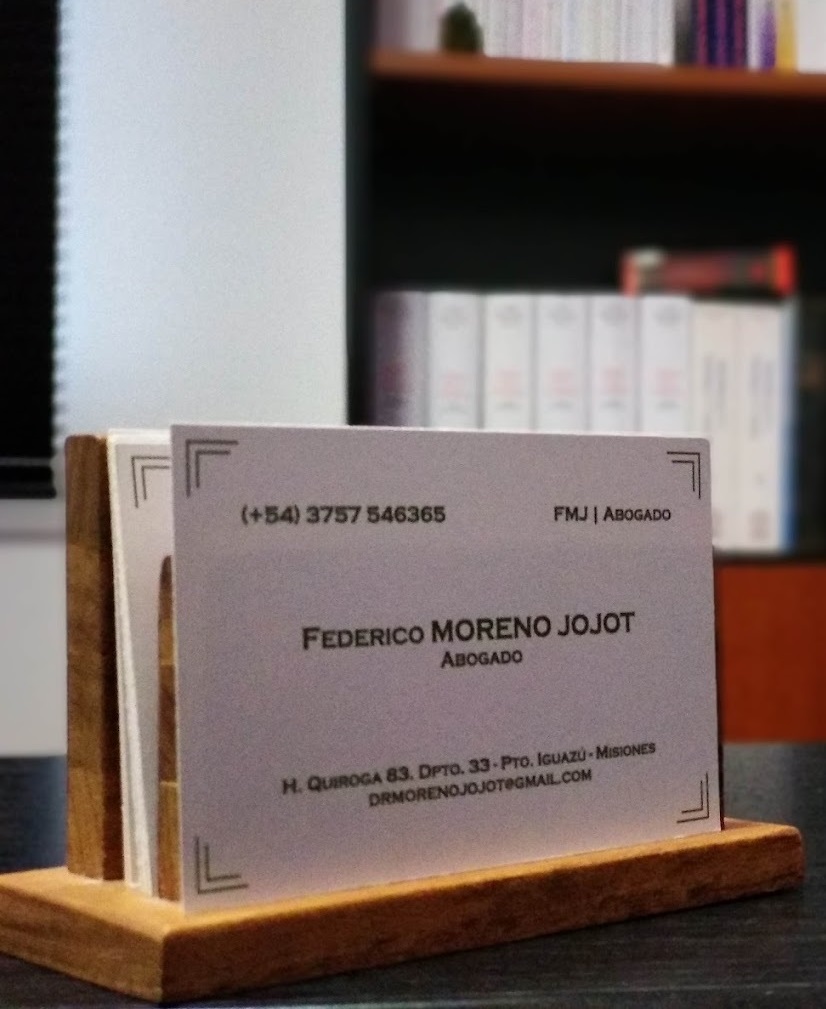 (+54) 3757 546365
FMJ | Abogado
Federico MORENO JOJOT
Abogado
H. Quiroga 83. Dpto. 33 - Pto. Iguazú - Misiones
drmorenojojot@gmail.com